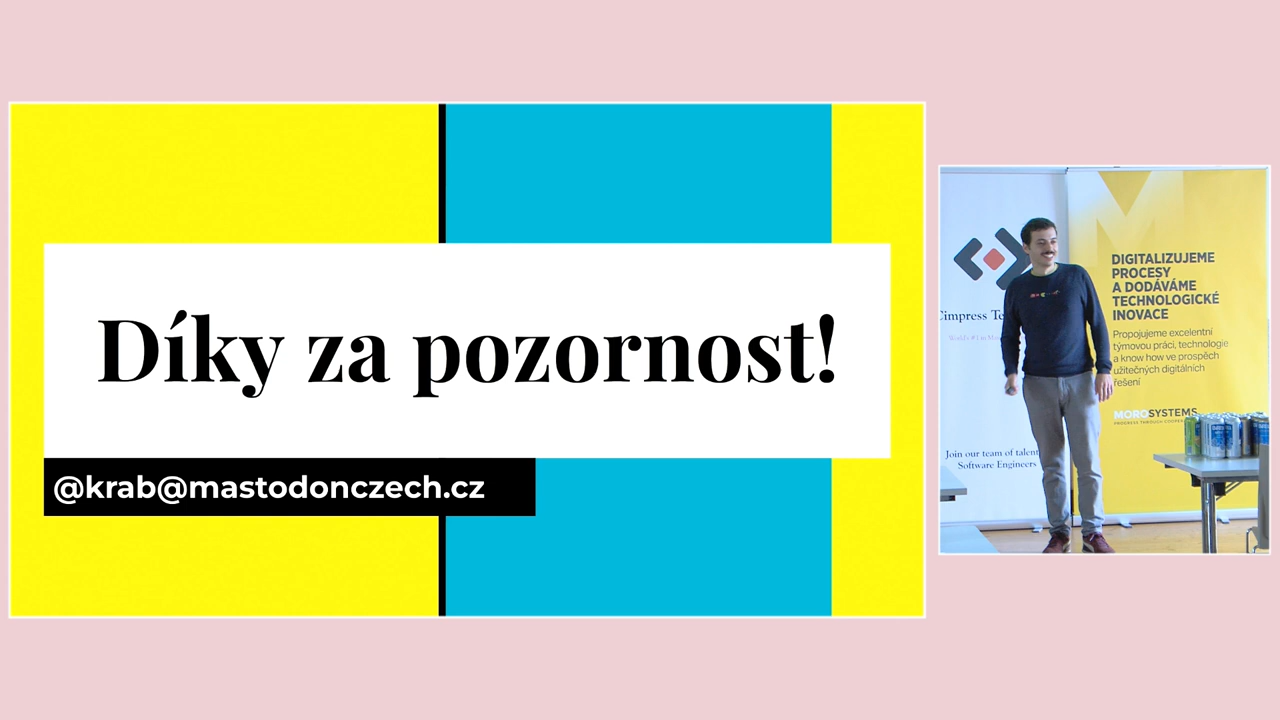 Díky za pozornost!
@krab@mastodonczech.cz
Cimpress
DIGITALIZUJEME
PROCESY
A DODÁVÁME
TECHNOLOGICKÉ
INOVACE
Propojujeme excelentní
týmovou práci, technologie
a know how ve prospěch
užitečných digitálních
řešení
MOROSYSTEMS
Join our team of talent
Software Engineers